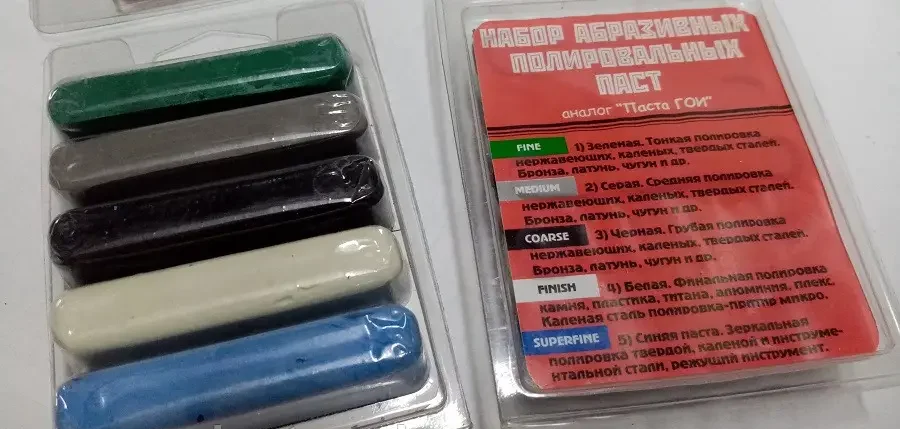 НАБОР АБРАЗИВНЫХ
ПОЛИРОВАЛЬНЫХ
ПАСТ
аналог "Паста ГОИ"
FINE 1) Зеленая. Тонкая полировка
нержавеющих, каленых, твердых сталей.
Бронза, латунь, чугун и др.
MEDIUM 2) Серая. Средняя полировка
нержавеющих, каленых, твердых сталей.
Бронза, латунь, чугун и др.
COARSE 3) Черная. Грубая полировка
нержавеющих, каленых, твердых сталей.
Бронза, латунь, чугун и др.
FINISH 4) Белая. Финальная полировка
камня, пластика, титана, алюминия, плекс.
Каленая сталь полировка-притир микро.
SUPERFINE 5) Синяя паста. Зеркальная
полировка твердой, каленой и инструме-
нтальной стали, режущий инструмент.